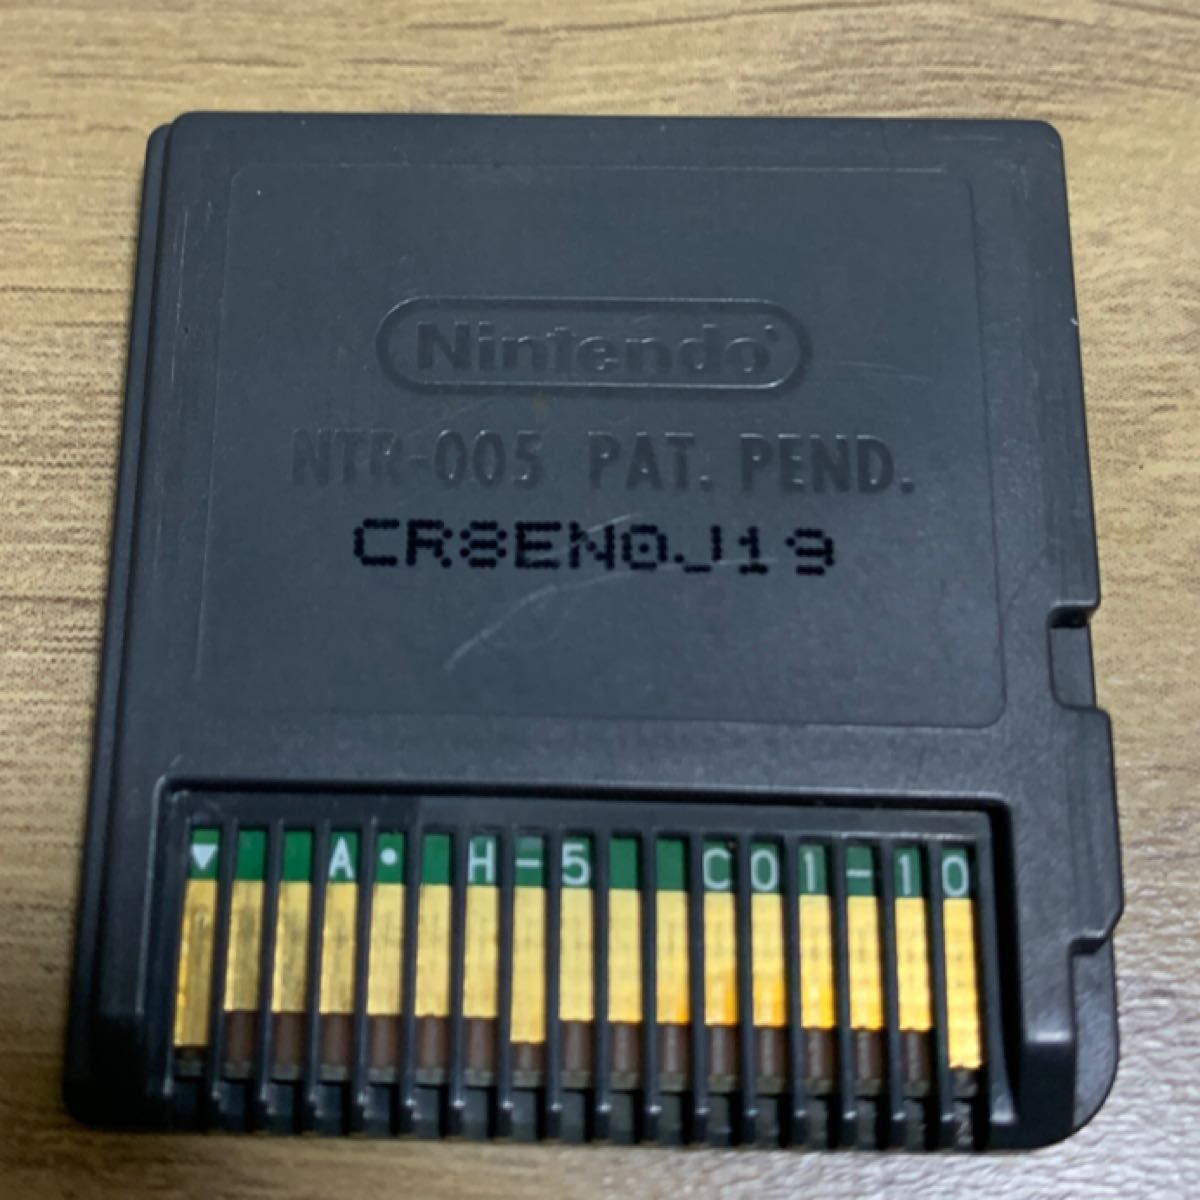 Nintendo
NTR-005 PAT. PEND.
CR8EN0J19
▼ A• H-5 C01-10